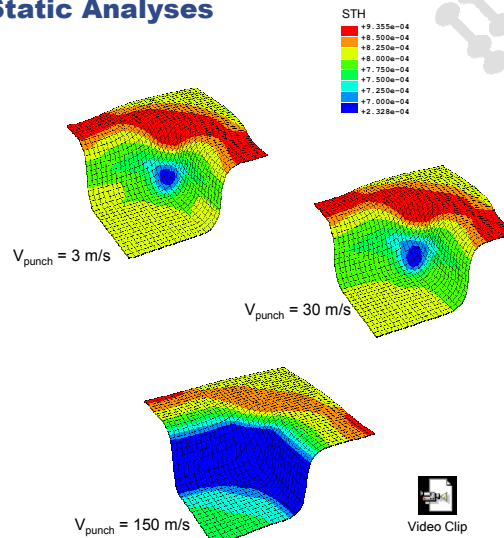 Static Analyses
STH
+9.355e-04
+8.500e-04
+8.250e-04
+8.000e-04
+7.750e-04
+7.500e-04
+7.250e-04
+7.000e-04
+2.328e-04
Vpunch = 3 m/s
Vpunch = 30 m/s
Vpunch = 150 m/s
Video Clip